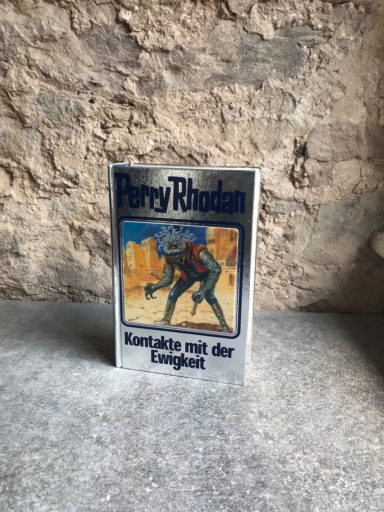 Perry Rhodan
Kontakte mit der
Ewigkeit